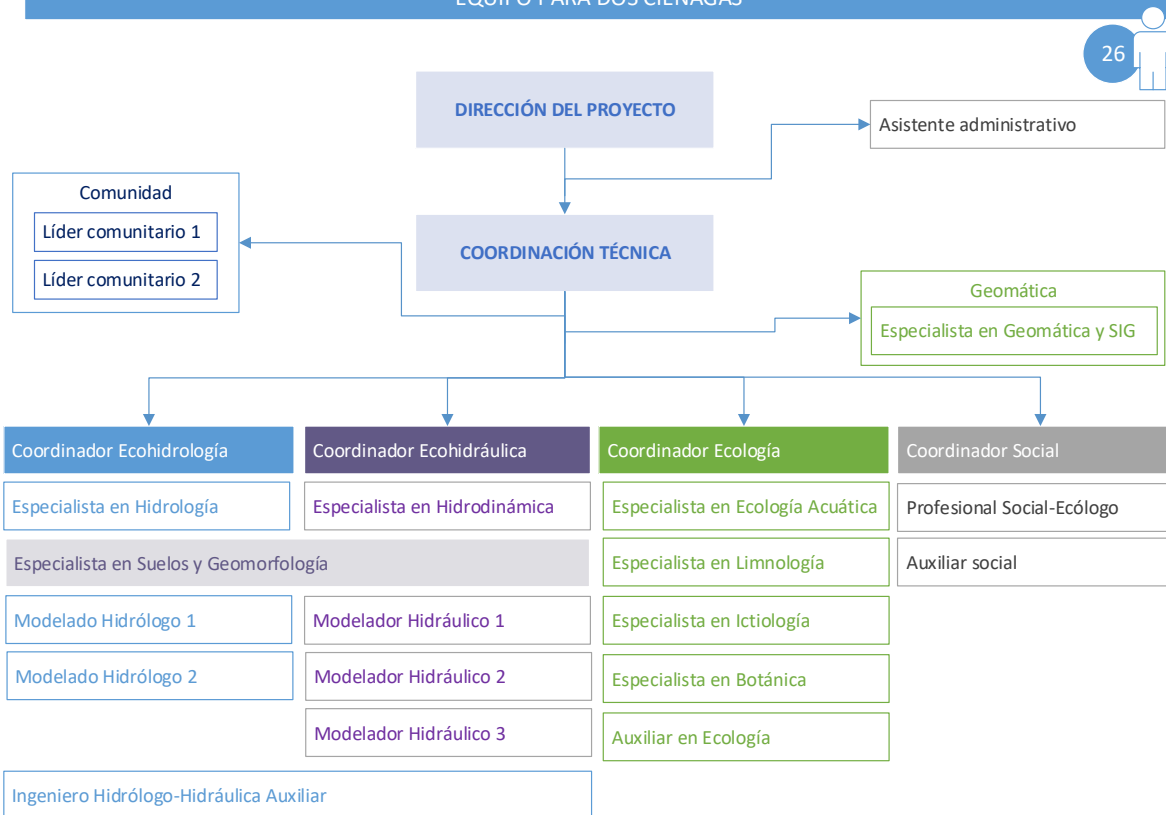 EQUIPO PARA DOS CIÉNAGAS
26
DIRECCIÓN DEL PROYECTO
Asistente administrativo
Comunidad
Líder comunitario 1
Líder comunitario 2
COORDINACIÓN TÉCNICA
Geomática
Especialista en Geomática y SIG
Coordinador Ecohidrología
Coordinador Ecohidráulica
Coordinador Ecología
Coordinador Social
Especialista en Hidrología
Especialista en Hidrodinámica
Especialista en Ecología Acuática
Profesional Social-Ecólogo
Especialista en Suelos y Geomorfología
Especialista en Limnología
Auxiliar social
Modelado Hidrólogo 1
Modelador Hidráulico 1
Especialista en Ictiología
Modelado Hidrólogo 2
Modelador Hidráulico 2
Especialista en Botánica
Modelador Hidráulico 3
Auxiliar en Ecología
Ingeniero Hidrólogo-Hidráulica Auxiliar